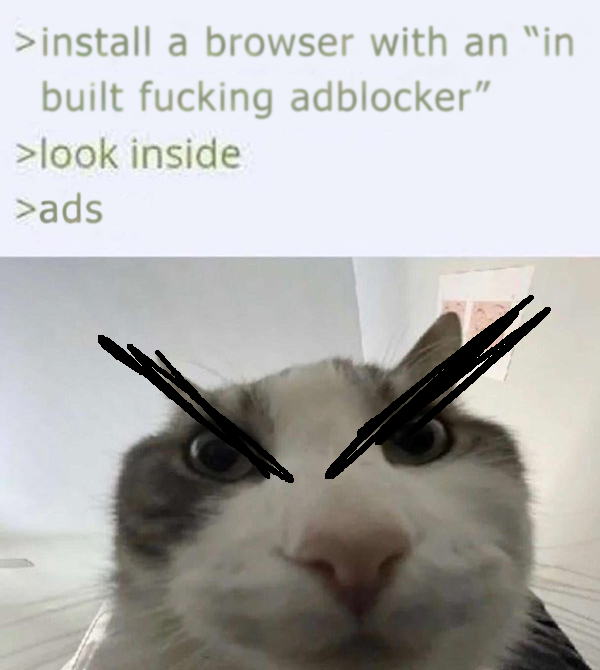 >install a browser with an “in
built fucking adblocker”
>look inside
>ads